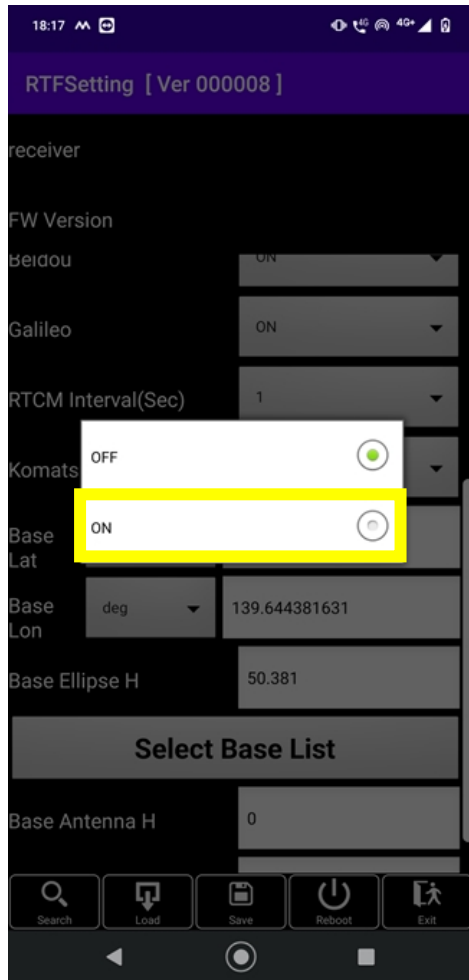 18:17
4G 4G+
RTFSetting [ Ver 000008 ]
receiver
FW Version
Beidou ON
Galileo ON
RTCM Interval(Sec) 1
Komats
OFF
ON
Base Lat
Base Lon deg 139.644381631
Base Ellipse H 50.381
Select Base List
Base Antenna H 0
Search Load Save Reboot Exit